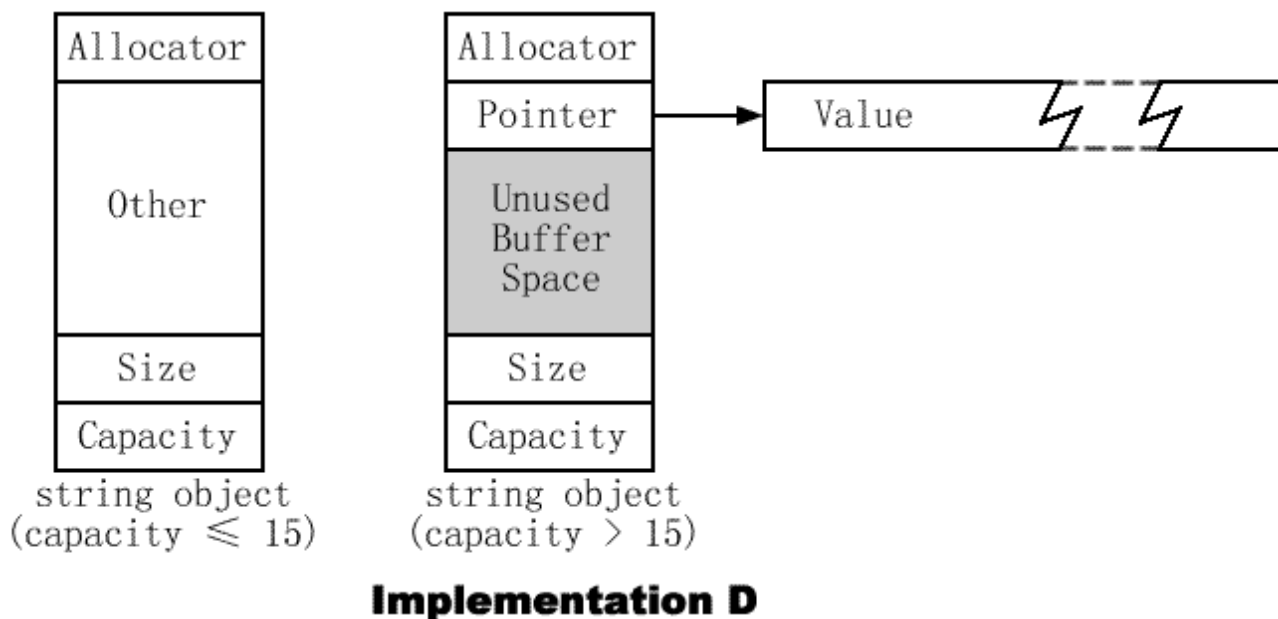 Allocator
Other
Size
Capacity
string object
(capacity ≤ 15)
Allocator
Pointer
Unused
Buffer
Space
Size
Capacity
string object
(capacity > 15)
Value
Implementation D